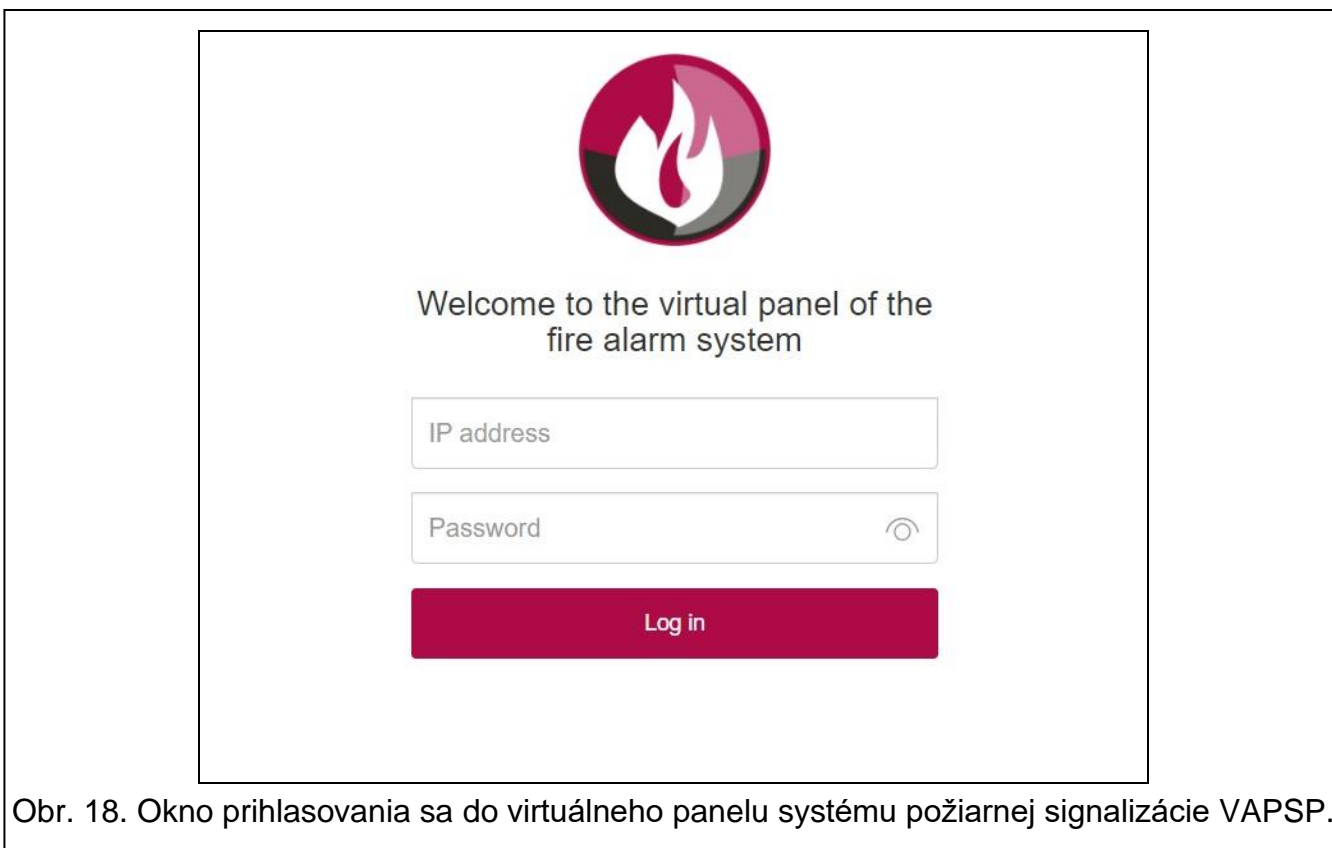 Welcome to the virtual panel of the
fire alarm system
IP address
Password
Log in
Obr. 18. Okno prihlasovania sa do virtuálneho panelu systému požiarnej signalizácie VAPSP.